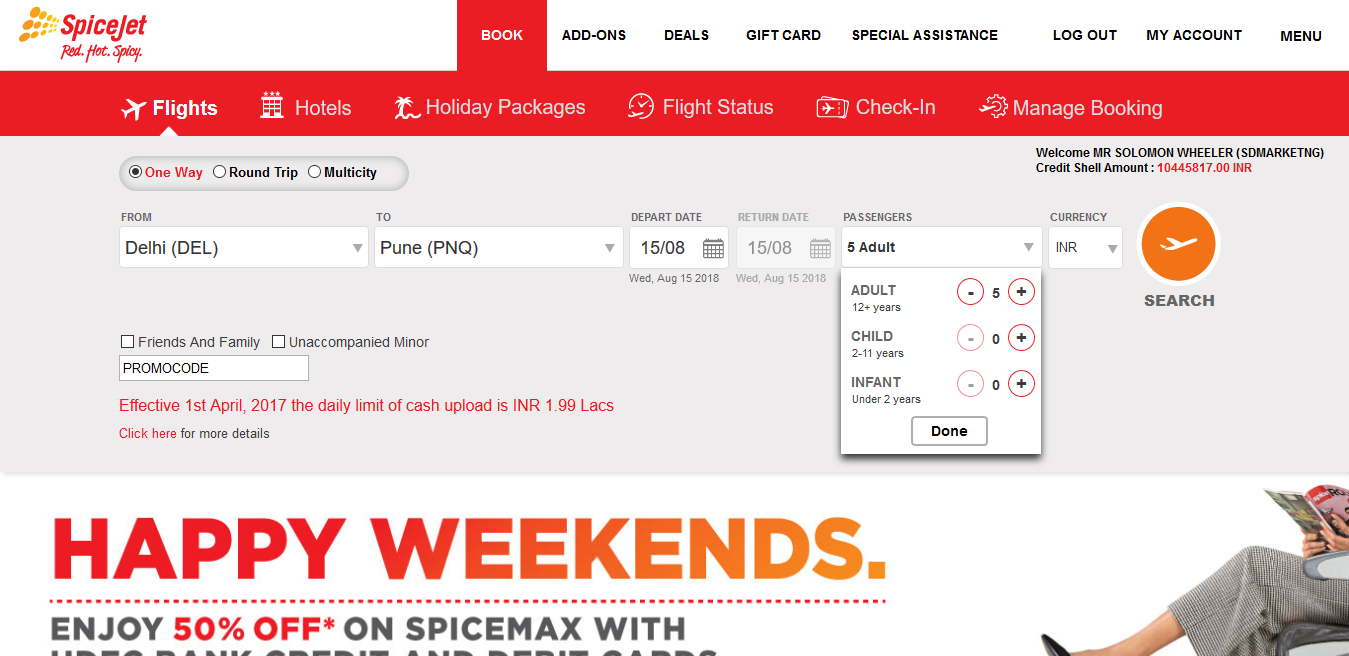 SpiceJet
Red. Hot. Spicy.
BOOK ADD-ONS DEALS GIFT CARD SPECIAL ASSISTANCE LOG OUT MY ACCOUNT MENU
Flights Hotels Holiday Packages Flight Status Check-In Manage Booking
Welcome MR SOLOMON WHEELER (SDMARKETNG)
Credit Shell Amount : 10445817.00 INR
One Way Round Trip Multicity
FROM TO DEPART DATE RETURN DATE PASSENGERS CURRENCY
Delhi (DEL) Pune (PNQ) 15/08 15/08 5 Adult INR
Wed, Aug 15 2018 Wed, Aug 15 2018
SEARCH
ADULT - 5 +
12+ years
CHILD - 0 +
2-11 years
INFANT - 0 +
Under 2 years
Done
Friends And Family Unaccompanied Minor
PROMOCODE
Effective 1st April, 2017 the daily limit of cash upload is INR 1.99 Lacs
Click here for more details
HAPPY WEEKENDS.
ENJOY 50% OFF* ON SPICEMAX WITH
BANK CREDIT AND DEBIT CARDS